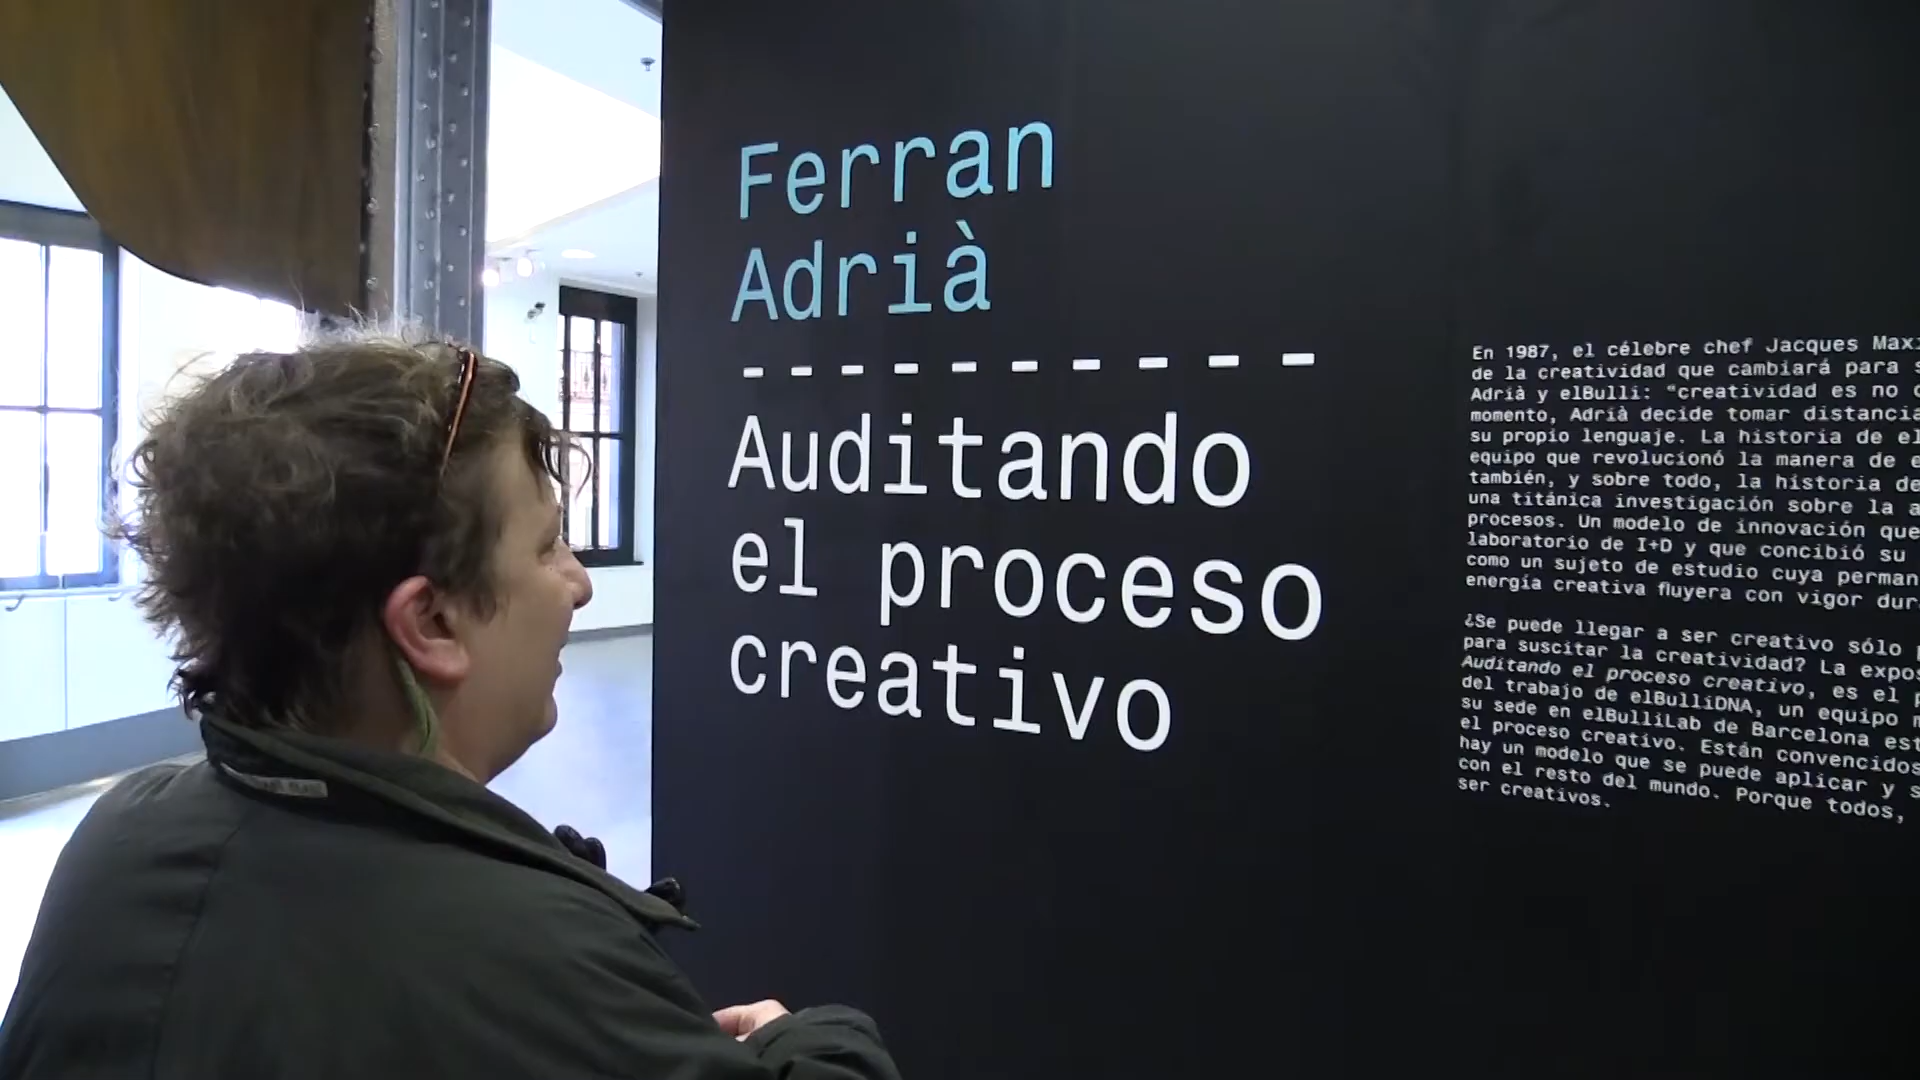 Ferran
Adrià
Auditando
el proceso
creativo
En 1987, el célebre chef Jacques
de la creatividad que cambiará para
Adrià y elBulli: “creatividad es no
momento, Adrià decide tomar distancia
su propio lenguaje. La historia de
equipo que revolucionó la manera de
también, y sobre todo, la historia de
una titánica investigación sobre la
procesos. Un modelo de innovación que
laboratorio de I+D y que concibió su
como un sujeto de estudio cuya
energía creativa fluyera con vigor
¿Se puede llegar a ser creativo sólo
para suscitar la creatividad? La
Auditando el proceso creativo, es el
del trabajo de elBulliDNA, un equipo
su sede en elBulliLab de Barcelona
el proceso creativo. Están convencidos
hay un modelo que se puede aplicar y
con el resto del mundo. Porque todos,
ser creativos.